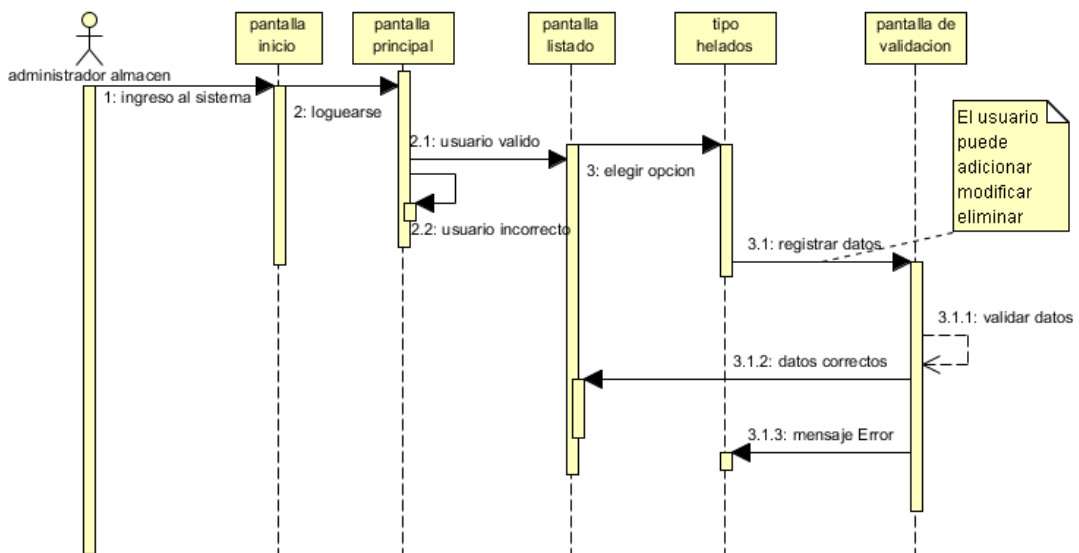 pantalla
inicio
pantalla
principal
pantalla
listado
tipo
helados
pantalla de
validacion
administrador almacen
1: ingreso al sistema
2: loguearse
El usuario
puede
adicionar
modificar
eliminar
2.1: usuario valido
3: elegir opcion
2.2: usuario incorrecto
3.1: registrar datos
3.1.1: validar datos
3.1.2: datos correctos
3.1.3: mensaje Error